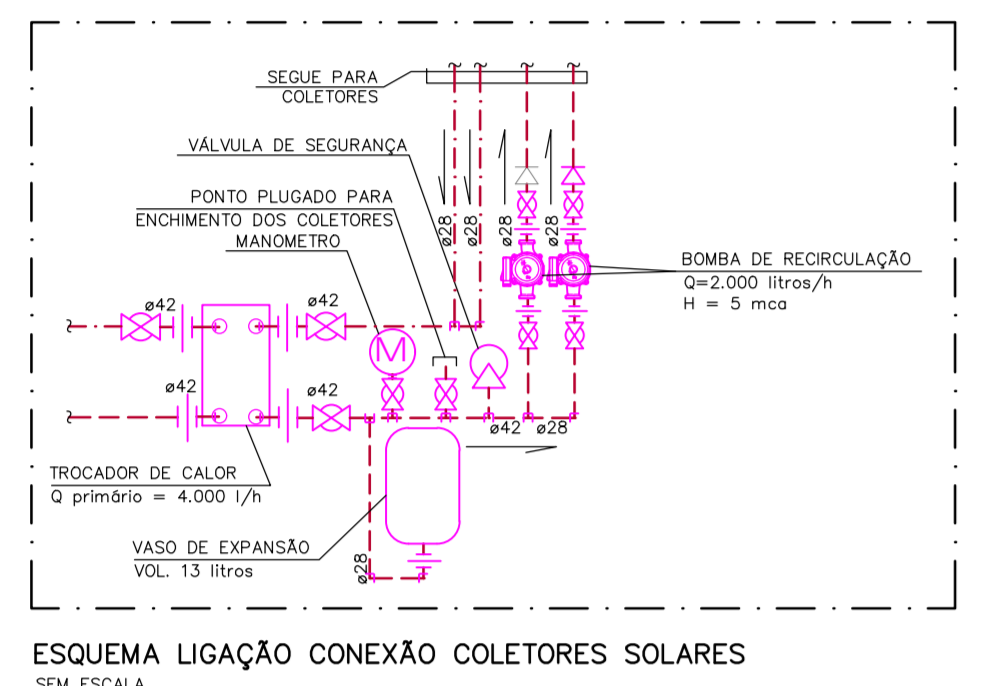 SEGUE PARA
COLETORES
VÁLVULA DE SEGURANÇA
PONTO PLUGADO PARA
ENCHIMENTO DOS COLETORES
MANOMETRO
ø28
ø28
ø28
ø28
BOMBA DE RECIRCULAÇÃO
Q=2.000 litros/h
H = 5 mca
ø42
ø42
M
ø42
ø42
ø42
ø28
TROCADOR DE CALOR
Q primário = 4.000 l/h
VASO DE EXPANSÃO
VOL. 13 litros
ø28
ESQUEMA LIGAÇÃO CONEXÃO COLETORES SOLARES
SEM ESCALA